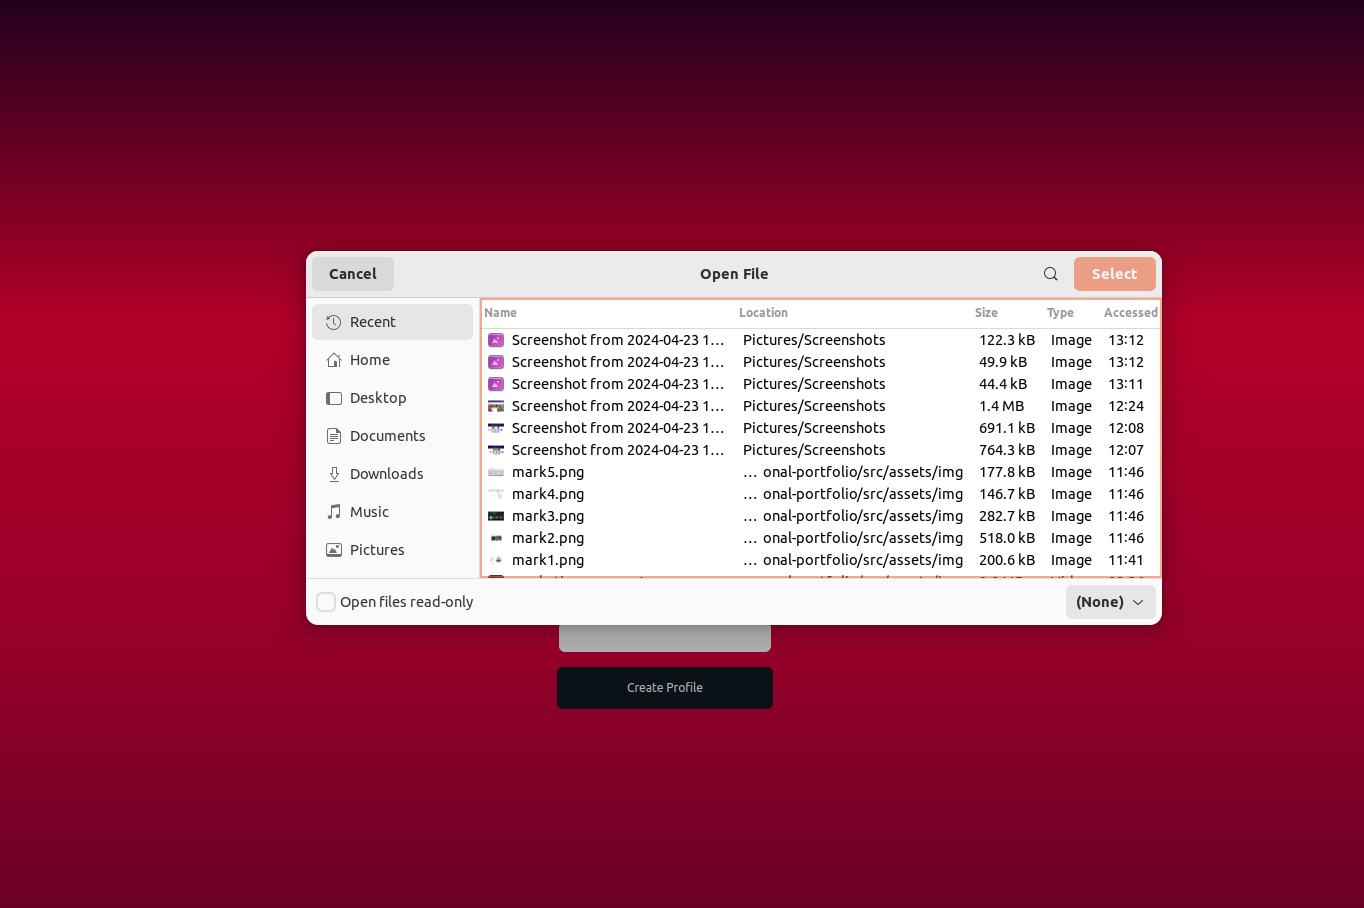 Cancel Open File Select
Name Location Size Type Accessed
Recent
Home
Desktop
Documents
Downloads
Music
Pictures
Screenshot from 2024-04-23 1… Pictures/Screenshots 122.3 kB Image 13:12
Screenshot from 2024-04-23 1… Pictures/Screenshots 49.9 kB Image 13:12
Screenshot from 2024-04-23 1… Pictures/Screenshots 44.4 kB Image 13:11
Screenshot from 2024-04-23 1… Pictures/Screenshots 1.4 MB Image 12:24
Screenshot from 2024-04-23 1… Pictures/Screenshots 691.1 kB Image 12:08
Screenshot from 2024-04-23 1… Pictures/Screenshots 764.3 kB Image 12:07
mark5.png … onal-portfolio/src/assets/img 177.8 kB Image 11:46
mark4.png … onal-portfolio/src/assets/img 146.7 kB Image 11:46
mark3.png … onal-portfolio/src/assets/img 282.7 kB Image 11:46
mark2.png … onal-portfolio/src/assets/img 518.0 kB Image 11:46
mark1.png … onal-portfolio/src/assets/img 200.6 kB Image 11:41
Open files read-only (None)
Create Profile